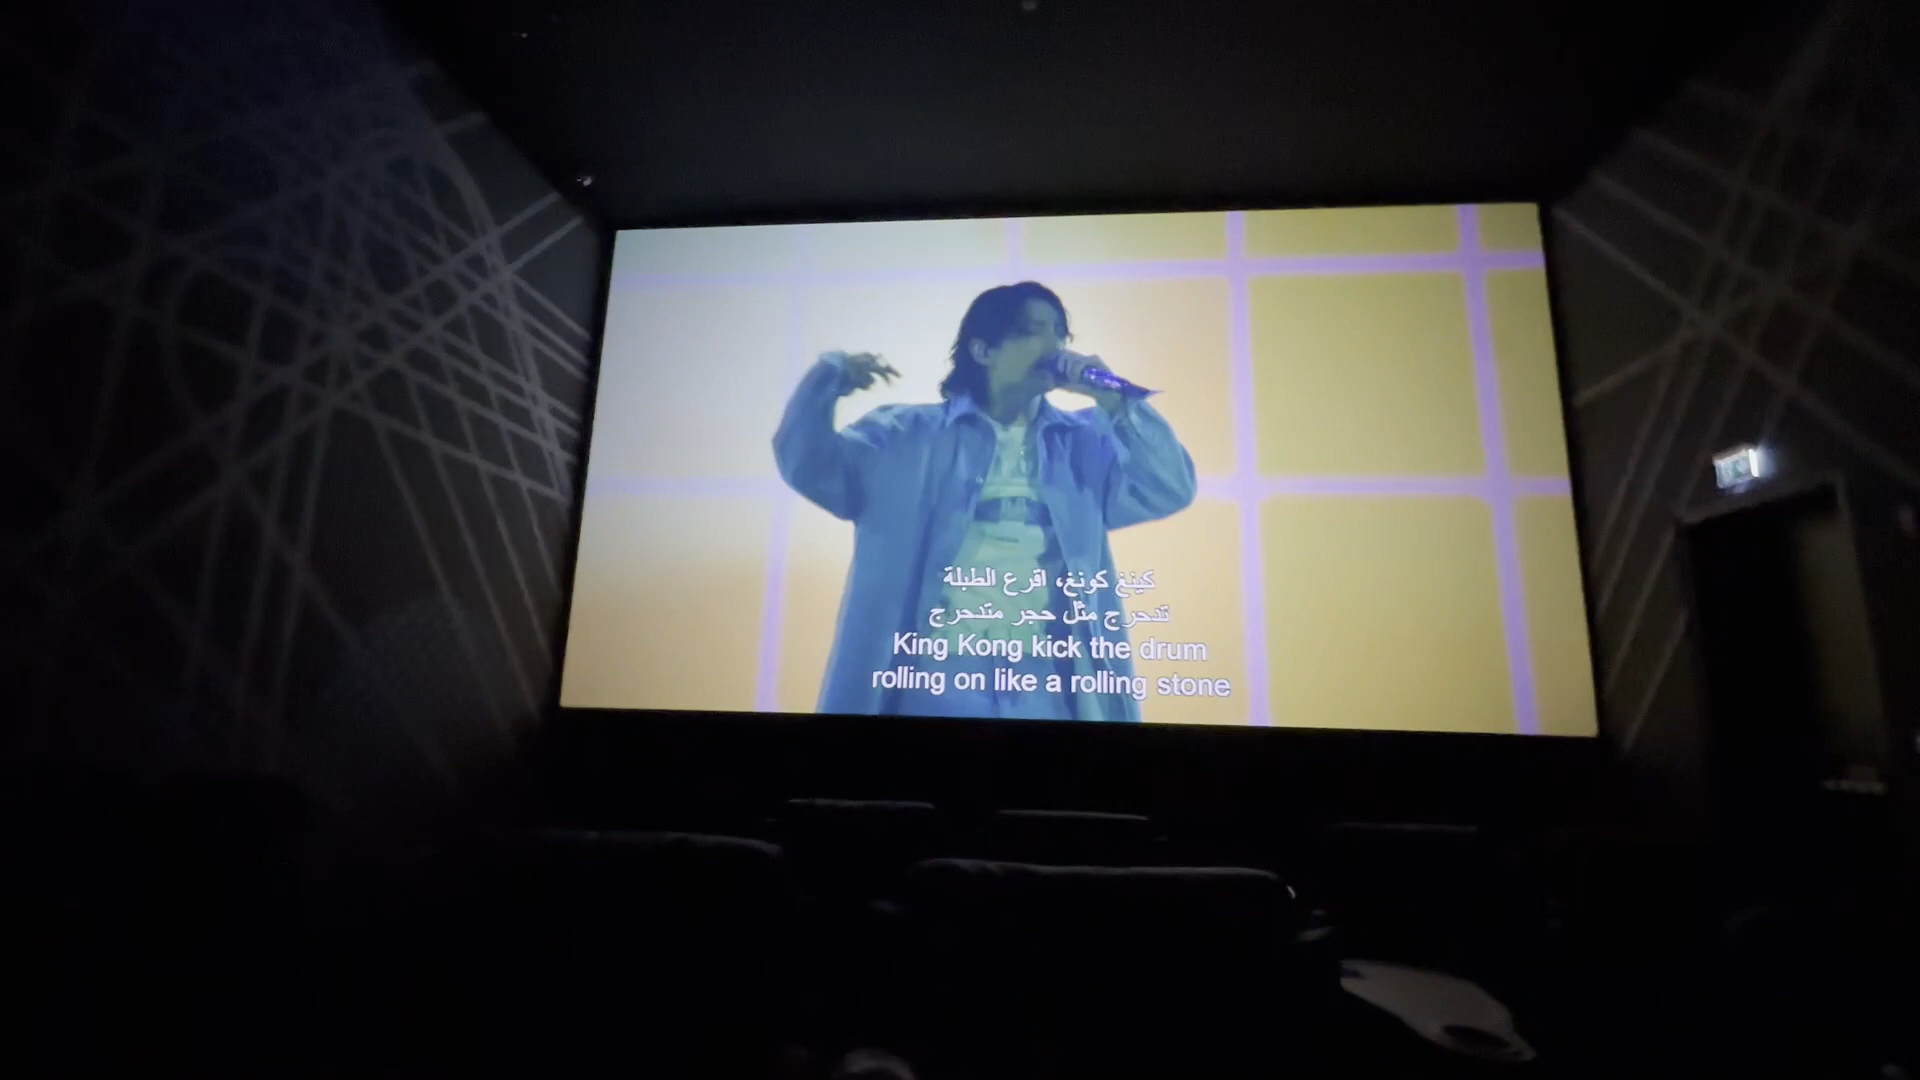 كينغ كونغ، اقرع الطبلة
تدحرج مثل حجر متدحرج
King Kong kick the drum
rolling on like a rolling stone